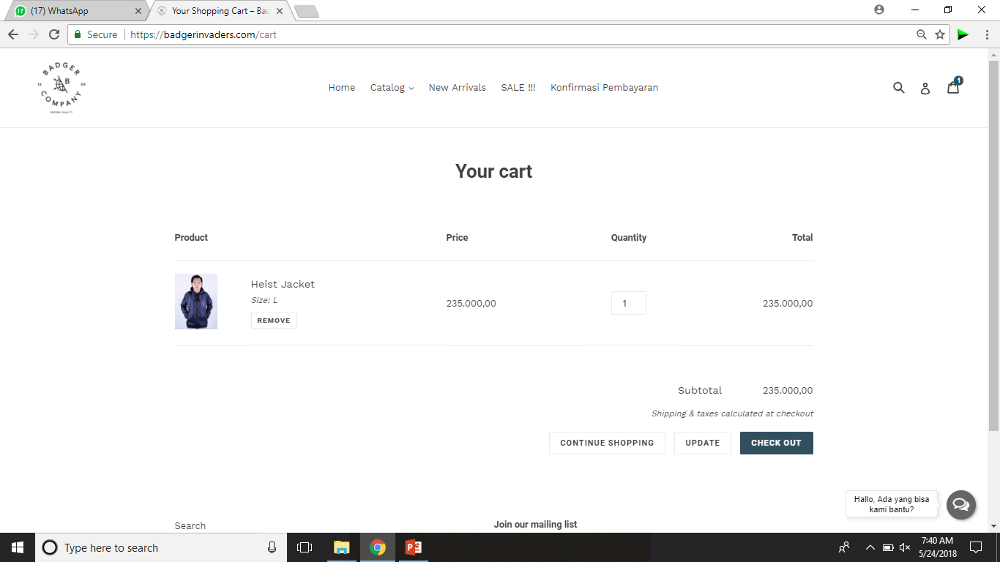 17
(17) WhatsApp
Your Shopping Cart – Bad
Secure
https://badgerinvaders.com/cart
BADGER
B
COMPANY
PROVEN QUALITY
Home
Catalog
New Arrivals
SALE !!!
Konfirmasi Pembayaran
1
Your cart
Product
Price
Quantity
Total
Heist Jacket
Size: L
REMOVE
235.000,00
1
235.000,00
Subtotal
235.000,00
Shipping & taxes calculated at checkout
CONTINUE SHOPPING
UPDATE
CHECK OUT
Hallo, Ada yang bisa
kami bantu?
Search
Join our mailing list
Type here to search
7:40 AM
5/24/2018